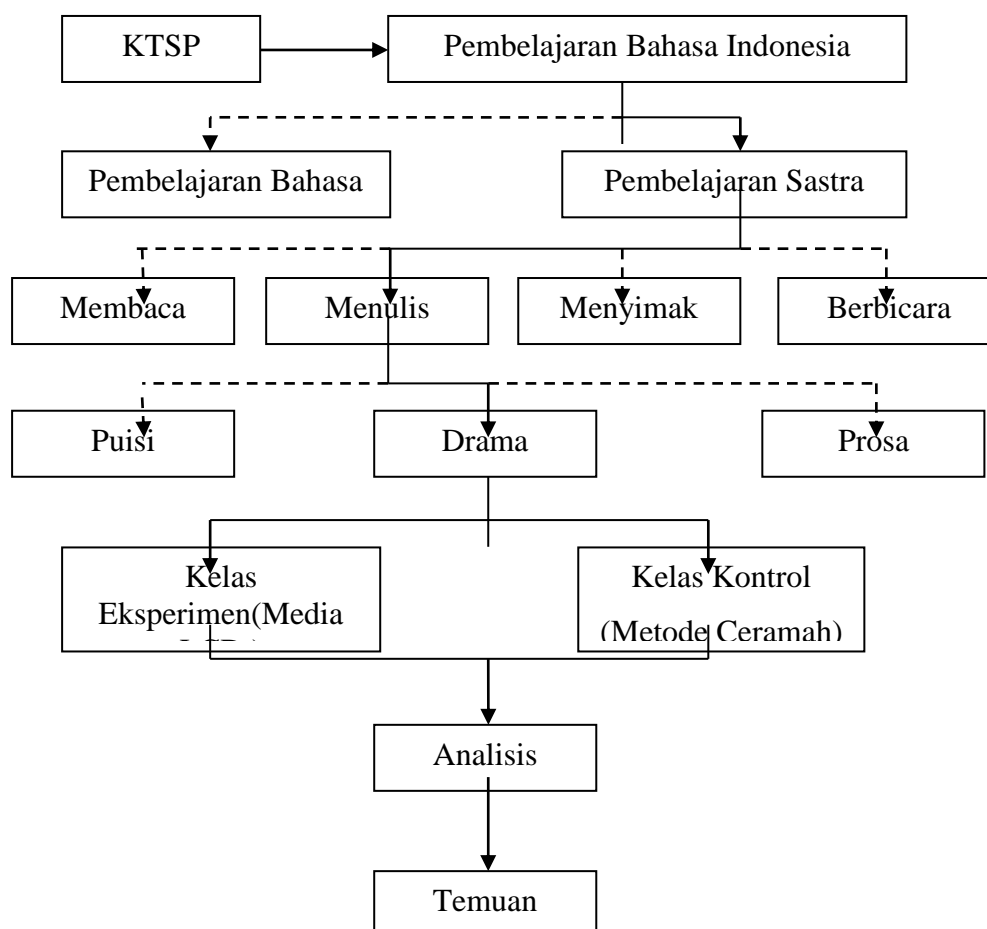 KTSP
Pembelajaran Bahasa Indonesia
Pembelajaran Bahasa
Pembelajaran Sastra
Membaca
Menulis
Menyimak
Berbicara
Puisi
Drama
Prosa
Kelas
Eksperimen(Media
Kelas Kontrol
(Metode Ceramah)
Analisis
Temuan